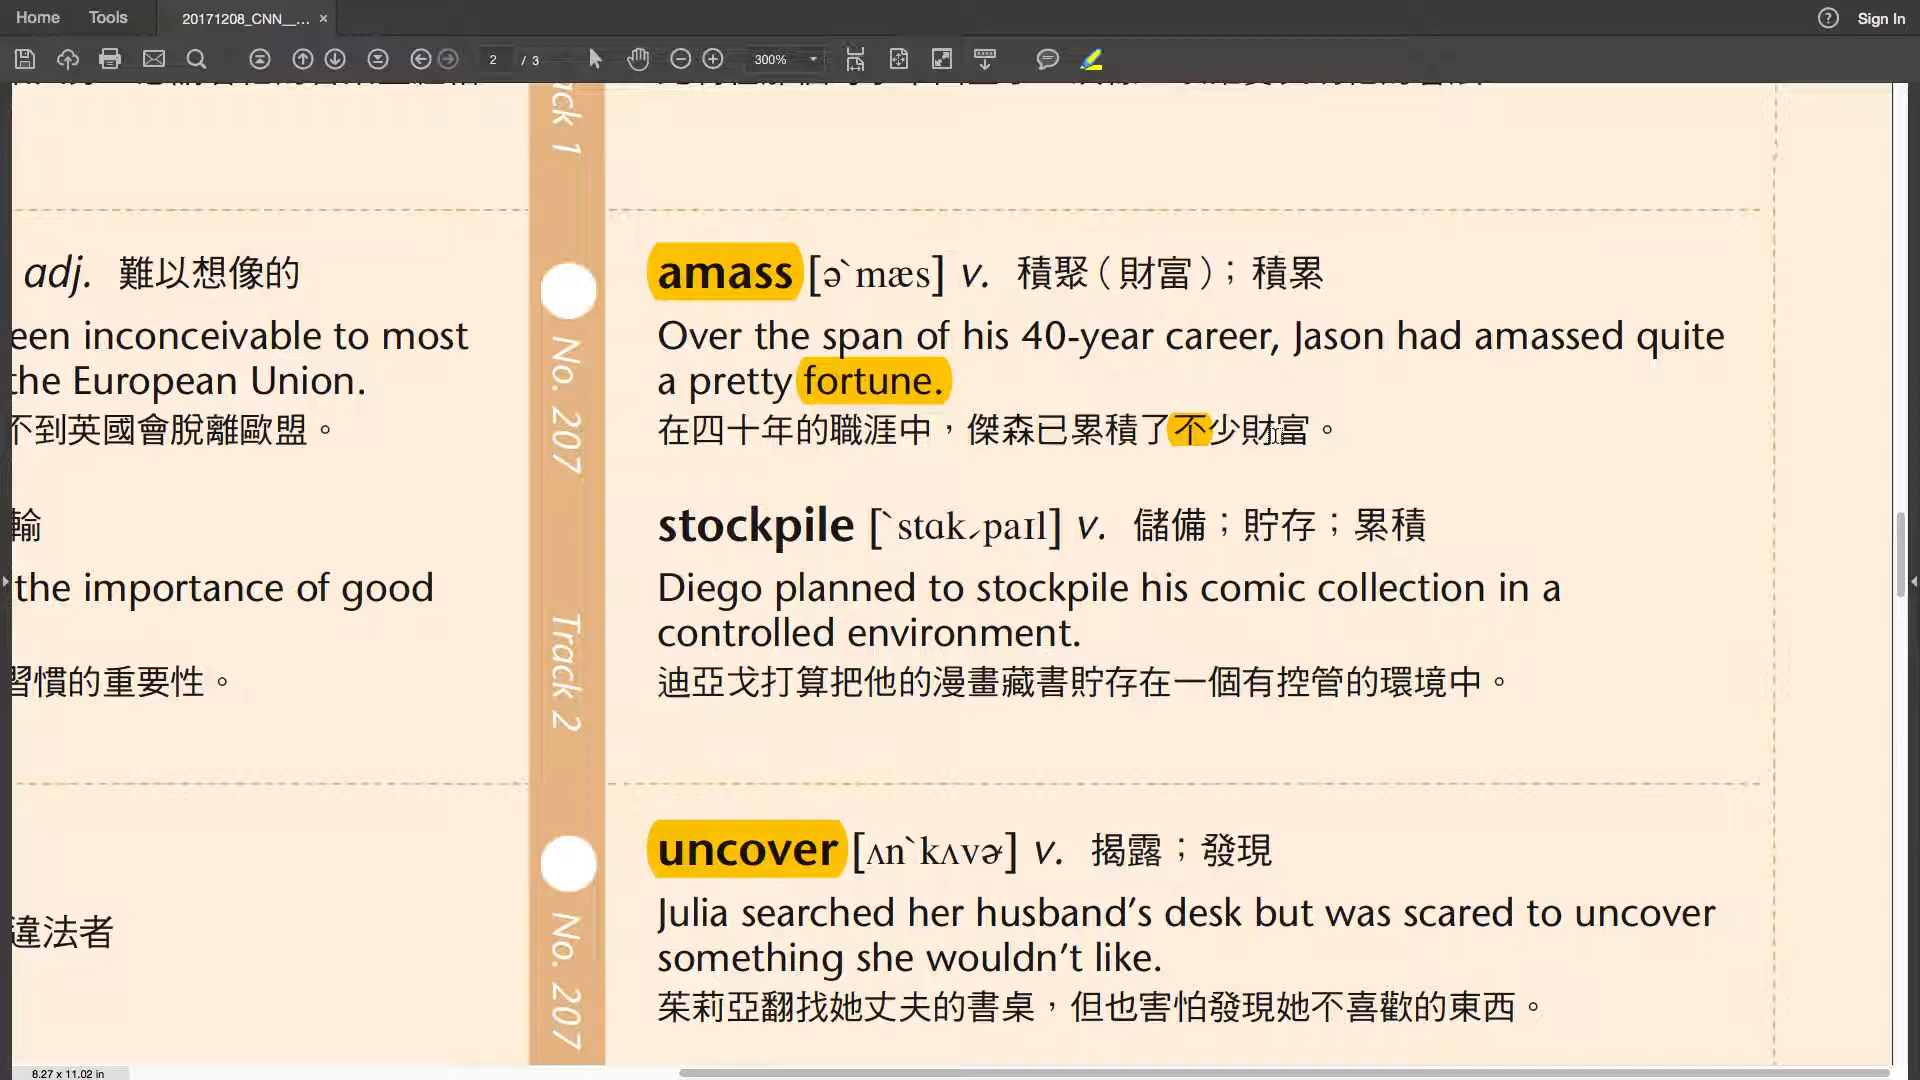 Home
Tools
20171208_CNN__...
×
Sign In
2
/ 3
300%
ck 1
adj. 難以想像的
een inconceivable to most
the European Union.
不到英國會脫離歐盟。
輸
the importance of good
習慣的重要性。
違法者
No. 207
Track 2
No. 207
amass [ə`mæs] v. 積聚（財富）；積累
Over the span of his 40-year career, Jason had amassed quite
a pretty fortune.
在四十年的職涯中，傑森已累積了不少財富。
stockpile [`stɑkˏpaɪl] v. 儲備；貯存；累積
Diego planned to stockpile his comic collection in a
controlled environment.
迪亞戈打算把他的漫畫藏書貯存在一個有控管的環境中。
uncover [ʌn`kʌvɚ] v. 揭露；發現
Julia searched her husband’s desk but was scared to uncover
something she wouldn’t like.
茱莉亞翻找她丈夫的書桌，但也害怕發現她不喜歡的東西。
8.27 x 11.02 in